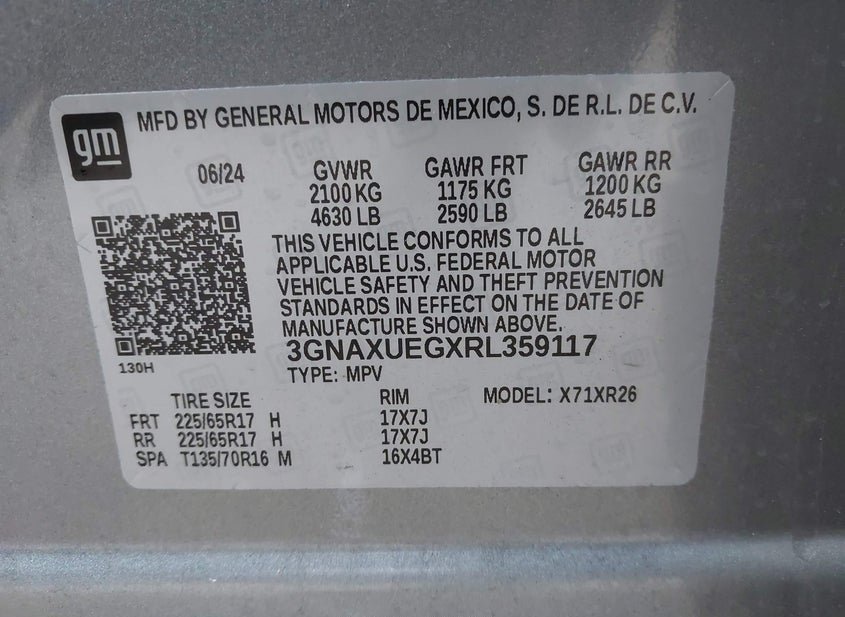 gm
MFD BY GENERAL MOTORS DE MEXICO, S. DE R.L. DE C.V.
06/24 GVWR GAWR FRT GAWR RR
2100 KG 1175 KG 1200 KG
4630 LB 2590 LB 2645 LB
THIS VEHICLE CONFORMS TO ALL
APPLICABLE U.S. FEDERAL MOTOR
VEHICLE SAFETY AND THEFT PREVENTION
STANDARDS IN EFFECT ON THE DATE OF
MANUFACTURE SHOWN ABOVE.
3GNAXUEGXRL359117
130H
TYPE: MPV
TIRE SIZE RIM MODEL: X71XR26
FRT 225/65R17 H 17X7J
RR 225/65R17 H 17X7J
SPA T135/70R16 M 16X4BT